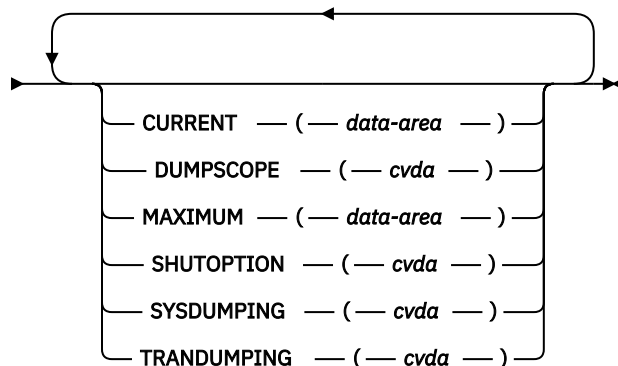 CURRENT ( data-area )
DUMPSCOPE ( cvda )
MAXIMUM ( data-area )
SHUTOPTION ( cvda )
SYSDUMPING ( cvda )
TRANDUMPING ( cvda )